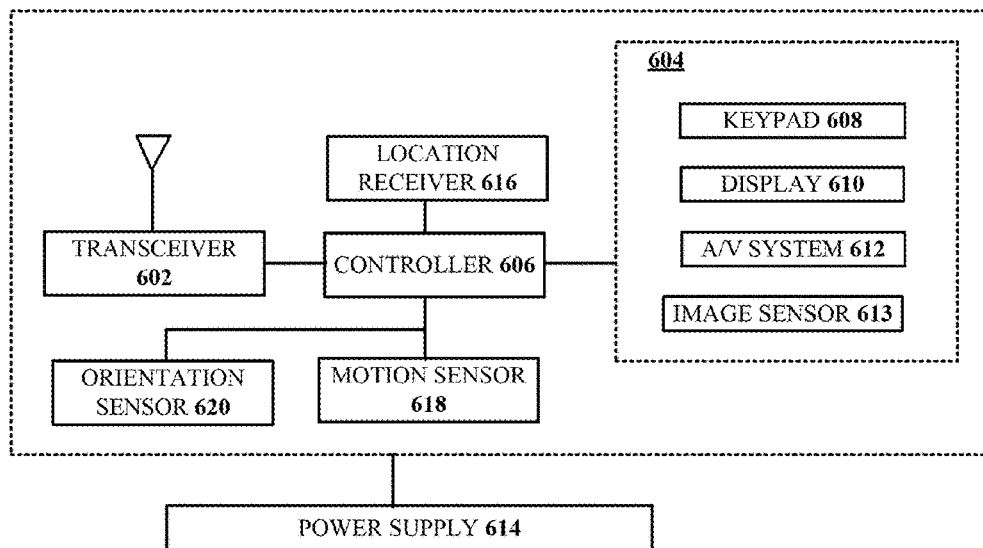 604
KEYPAD 608
DISPLAY 610
A/V SYSTEM 612
IMAGE SENSOR 613
LOCATION
RECEIVER 616
TRANSCEIVER
602
CONTROLLER 606
ORIENTATION
SENSOR 620
MOTION SENSOR
618
POWER SUPPLY 614